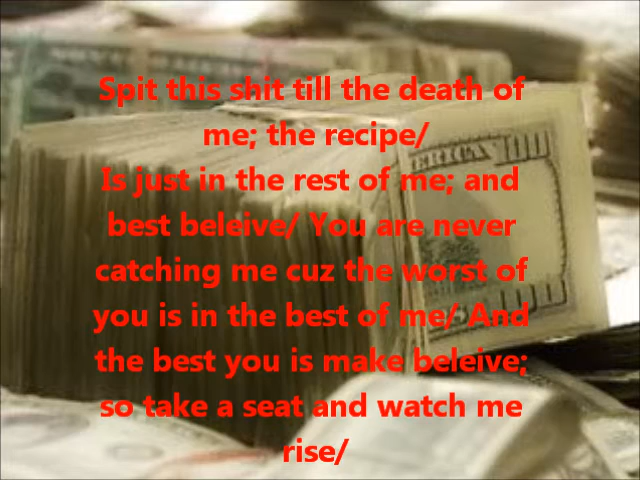 Spit this shit till the death of
me; the recipe/
Is just in the rest of me; and
best beleive/ You are never
catching me cuz the worst of
you is in the best of me/ And
the best you is make beleive;
so take a seat and watch me
rise/